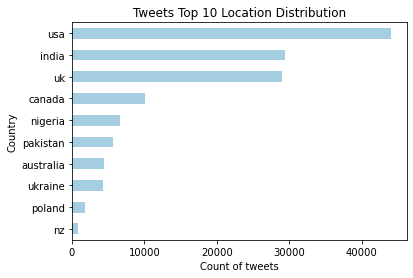 Tweets Top 10 Location Distribution
Country
usa
india
uk
canada
nigeria
pakistan
australia
ukraine
poland
nz
0 10000 20000 30000 40000
Count of tweets